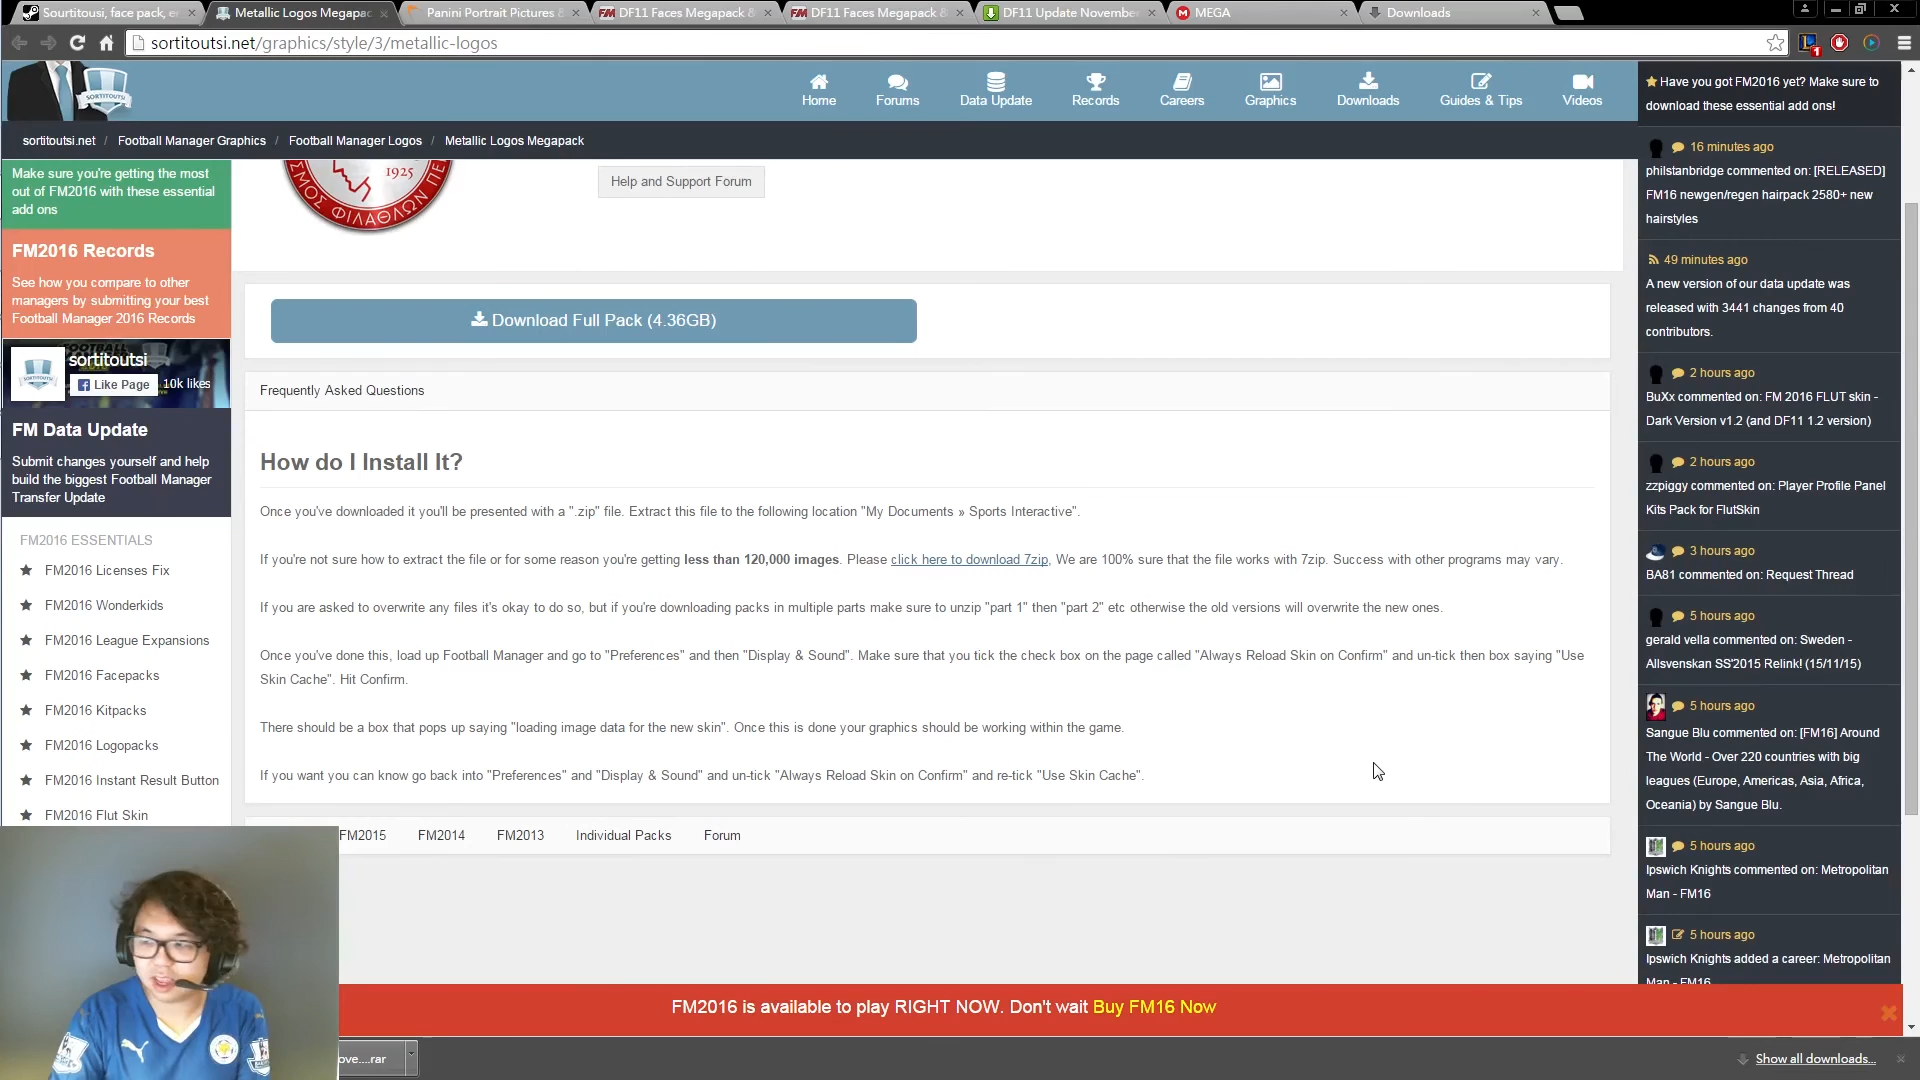 Sourtitousi, face pack, e
Metallic Logos Megapac
Panini Portrait Pictures &
DF11 Faces Megapack &
DF11 Faces Megapack &
DF11 Update Novembe
MEGA
Downloads
sortitoutsi.net/graphics/style/3/metallic-logos
1
SORTITOUTSI
Home
Forums
Data Update
Records
Careers
Graphics
Downloads
Guides & Tips
Videos
sortitoutsi.net / Football Manager Graphics / Football Manager Logos / Metallic Logos Megapack
Make sure you're getting the most
out of FM2016 with these essential
add ons
FM2016 Records
See how you compare to other
managers by submitting your best
Football Manager 2016 Records
sortitoutsi
Like Page
10k likes
FM Data Update
Submit changes yourself and help
build the biggest Football Manager
Transfer Update
FM2016 ESSENTIALS
FM2016 Licenses Fix
FM2016 Wonderkids
FM2016 League Expansions
FM2016 Facepacks
FM2016 Kitpacks
FM2016 Logopacks
FM2016 Instant Result Button
FM2016 Flut Skin
1925
ΣΜΟΣ ΦΙΛΑΘΛΩΝ ΠΕ
Help and Support Forum
Download Full Pack (4.36GB)
Frequently Asked Questions
How do I Install It?
Once you've downloaded it you'll be presented with a ".zip" file. Extract this file to the following location "My Documents » Sports Interactive".
If you're not sure how to extract the file or for some reason you're getting less than 120,000 images. Please click here to download 7zip, We are 100% sure that the file works with 7zip. Success with other programs may vary.
If you are asked to overwrite any files it's okay to do so, but if you're downloading packs in multiple parts make sure to unzip "part 1" then "part 2" etc otherwise the old versions will overwrite the new ones.
Once you've done this, load up Football Manager and go to "Preferences" and then "Display & Sound". Make sure that you tick the check box on the page called "Always Reload Skin on Confirm" and un-tick then box saying "Use
Skin Cache". Hit Confirm.
There should be a box that pops up saying "loading image data for the new skin". Once this is done your graphics should be working within the game.
If you want you can know go back into "Preferences" and "Display & Sound" and un-tick "Always Reload Skin on Confirm" and re-tick "Use Skin Cache".
FM2015
FM2014
FM2013
Individual Packs
Forum
Have you got FM2016 yet? Make sure to
download these essential add ons!
16 minutes ago
philstanbridge commented on: [RELEASED]
FM16 newgen/regen hairpack 2580+ new
hairstyles
49 minutes ago
A new version of our data update was
released with 3441 changes from 40
contributors.
2 hours ago
BuXx commented on: FM 2016 FLUT skin -
Dark Version v1.2 (and DF11 1.2 version)
2 hours ago
zzpiggy commented on: Player Profile Panel
Kits Pack for FlutSkin
3 hours ago
BA81 commented on: Request Thread
5 hours ago
gerald vella commented on: Sweden -
Allsvenskan SS'2015 Relink! (15/11/15)
5 hours ago
Sangue Blu commented on: [FM16] Around
The World - Over 220 countries with big
leagues (Europe, Americas, Asia, Africa,
Oceania) by Sangue Blu.
5 hours ago
Ipswich Knights commented on: Metropolitan
Man - FM16
5 hours ago
Ipswich Knights added a career: Metropolitan
Man - FM16
FM2016 is available to play RIGHT NOW. Don't wait Buy FM16 Now
ove....rar
Show all downloads...